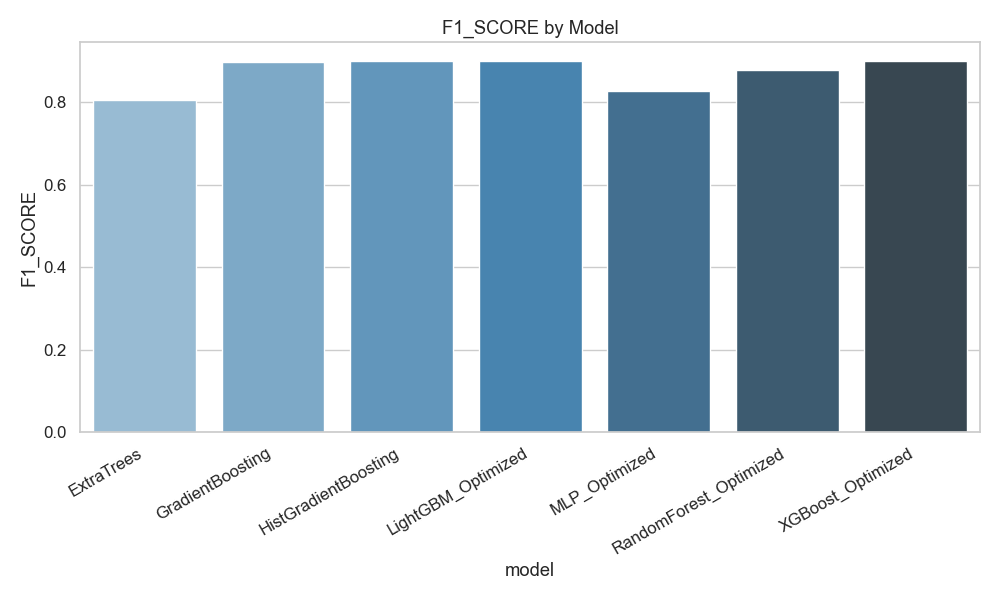 F1_SCORE by Model
F1_SCORE
0.8
0.6
0.4
0.2
0.0
ExtraTrees
GradientBoosting
HistGradientBoosting
LightGBM_Optimized
MLP_Optimized
RandomForest_Optimized
XGBoost_Optimized
model